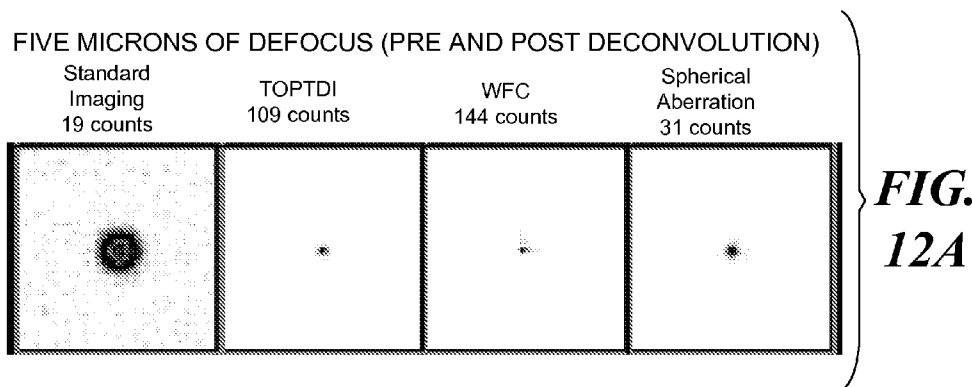 FIVE MICRONS OF DEFOCUS (PRE AND POST DECONVOLUTION)
Standard
Imaging
19 counts
TOPTDI
109 counts
WFC
144 counts
Spherical
Aberration
31 counts
FIG.
12A